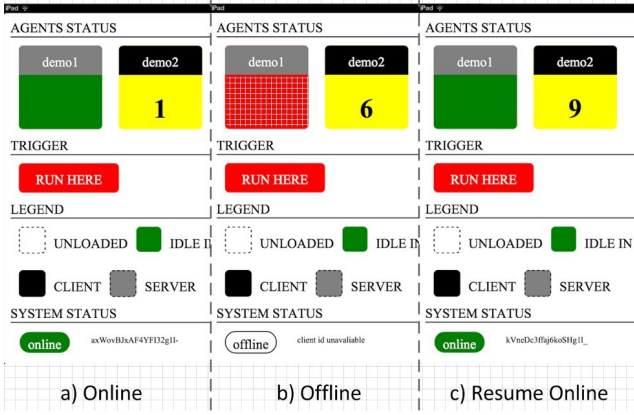 iPad
AGENTS STATUS
demo1 demo2
1
TRIGGER
RUN HERE
LEGEND
UNLOADED IDLE I
CLIENT SERVER
SYSTEM STATUS
online axWovBJxAF4YFI32g1I-
a) Online
iPad
AGENTS STATUS
demo1 demo2
6
TRIGGER
RUN HERE
LEGEND
UNLOADED IDLE IN
CLIENT SERVER
SYSTEM STATUS
offline client id unavaliable
b) Offline
iPad
AGENTS STATUS
demo1 demo2
9
TRIGGER
RUN HERE
LEGEND
UNLOADED IDLE IN
CLIENT SERVER
SYSTEM STATUS
online kVneDc3ffaj6koSHg1l_
c) Resume Online